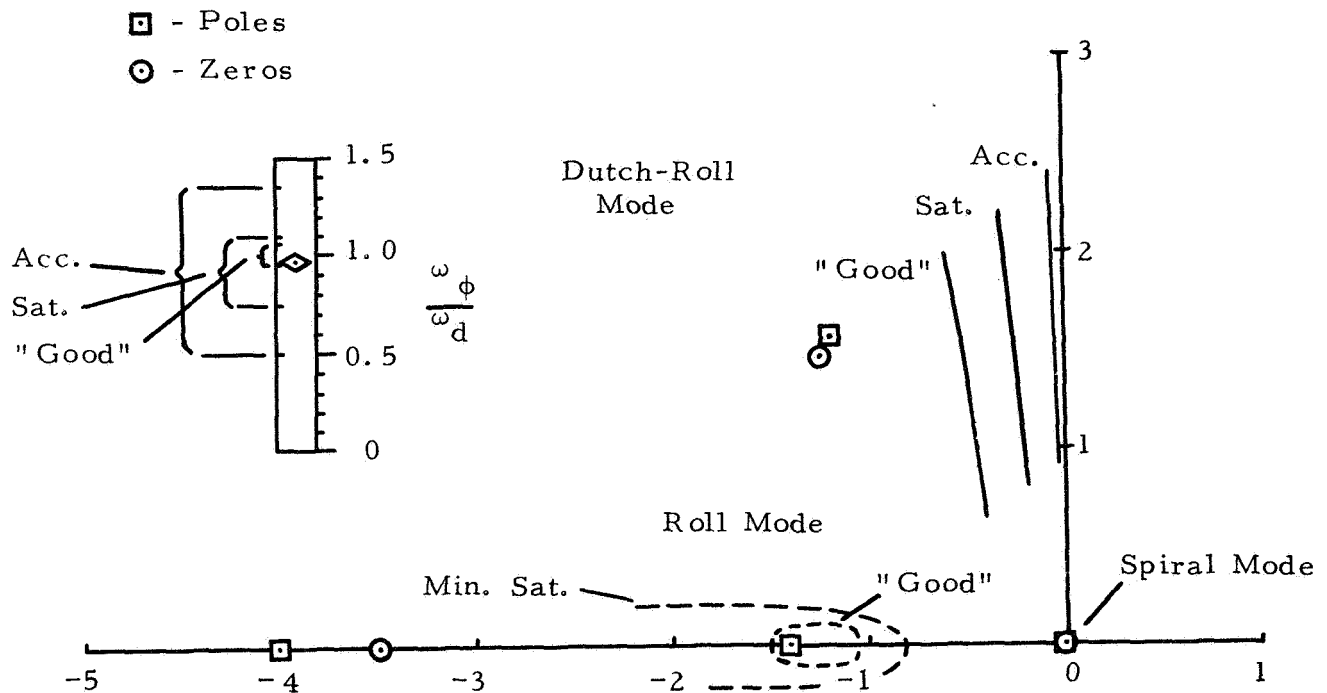 - Poles
- Zeros
3
1.5
Dutch-Roll
Mode
Acc.
Sat.
1.0
2
Acc.
"Good"
ω
φ
ω
d
Sat.
"Good"
0.5
1
0
Roll Mode
Min. Sat.
"Good"
Spiral Mode
-5
-4
-3
-2
-1
0
1